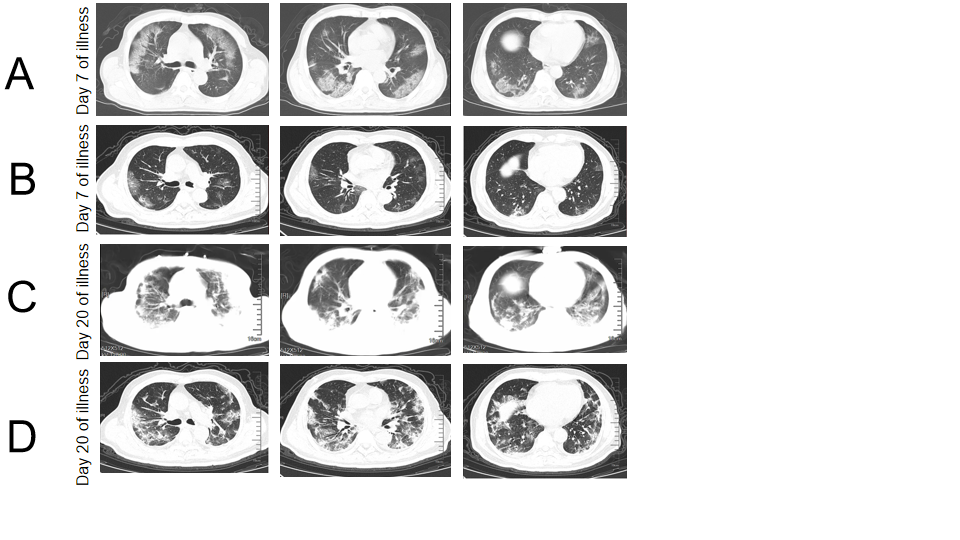 A
Day 7 of illness
B
Day 7 of illness
C
Day 20 of illness
D
Day 20 of illness